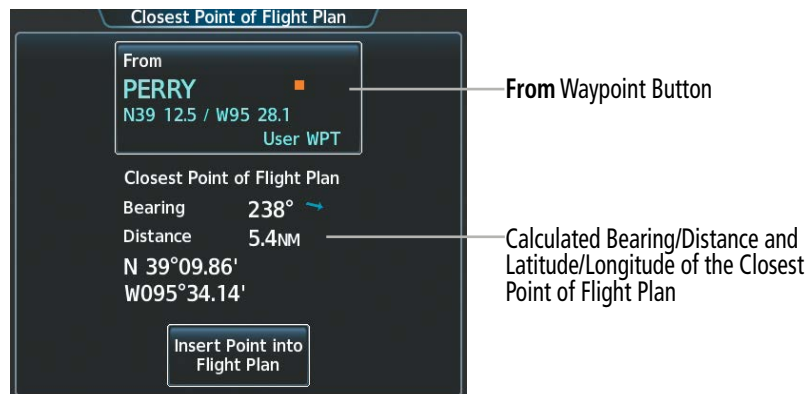 Closest Point of Flight Plan
From
PERRY
N39 12.5 / W95 28.1
User WPT
From Waypoint Button
Closest Point of Flight Plan
Bearing 238°
Distance 5.4NM
N 39°09.86'
W095°34.14'
Calculated Bearing/Distance and
Latitude/Longitude of the Closest
Point of Flight Plan
Insert Point into
Flight Plan